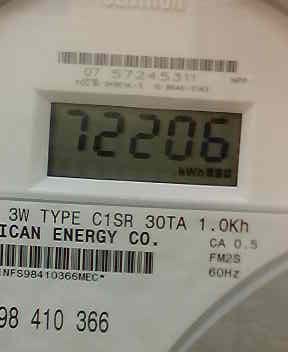 07 57245311
72206
kWh
3W TYPE C1SR 30TA 1.0Kh
ICAN ENERGY CO.
CA 0.5
FM2S
60Hz
NFS98410366MEC*
98 410 366